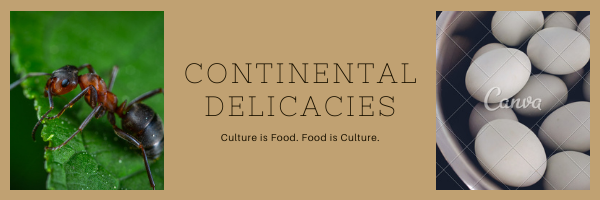 CONTINENTAL
DELICACIES
Culture is Food. Food is Culture.
Canva